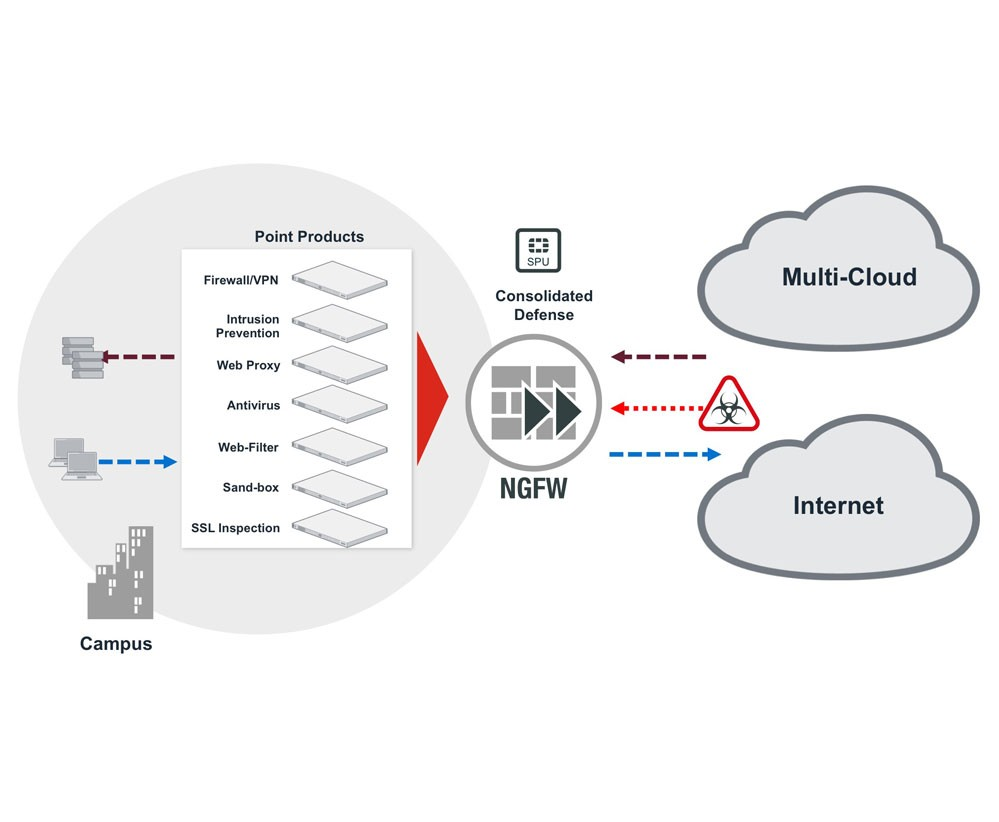 Point Products
Firewall/VPN
Intrusion
Prevention
Web Proxy
Antivirus
Web-Filter
Sand-box
SSL Inspection
Campus
SPU
Consolidated
Defense
NGFW
Multi-Cloud
Internet